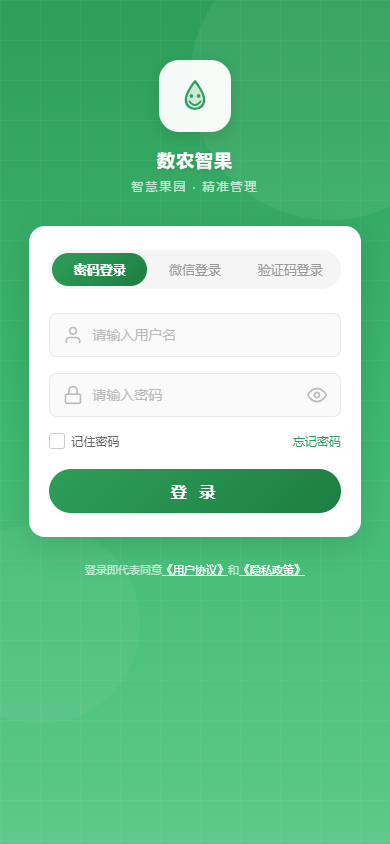 数农智果
智慧果园 · 精准管理
密码登录 微信登录 验证码登录
请输入用户名
请输入密码
记住密码 忘记密码
登 录
登录即代表同意《用户协议》和《隐私政策》